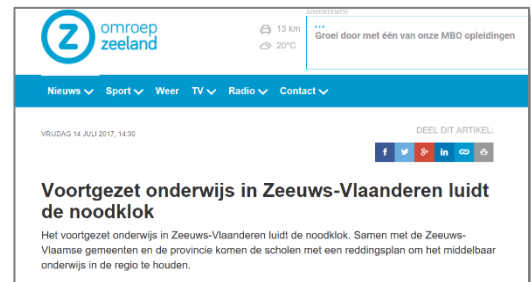 ADVERTENTIE
omroep
zeeland
13 km
20°C
...
Groei door met één van onze MBO opleidingen
Nieuws Sport Weer TV Radio Contact
VRIJDAG 14 JULI 2017, 14:30
DEEL DIT ARTIKEL:
Voortgezet onderwijs in Zeeuws-Vlaanderen luidt
de noodklok
Het voortgezet onderwijs in Zeeuws-Vlaanderen luidt de noodklok. Samen met de Zeeuws-
Vlaamse gemeenten en de provincie komen de scholen met een reddingsplan om het middelbaar
onderwijs in de regio te houden.